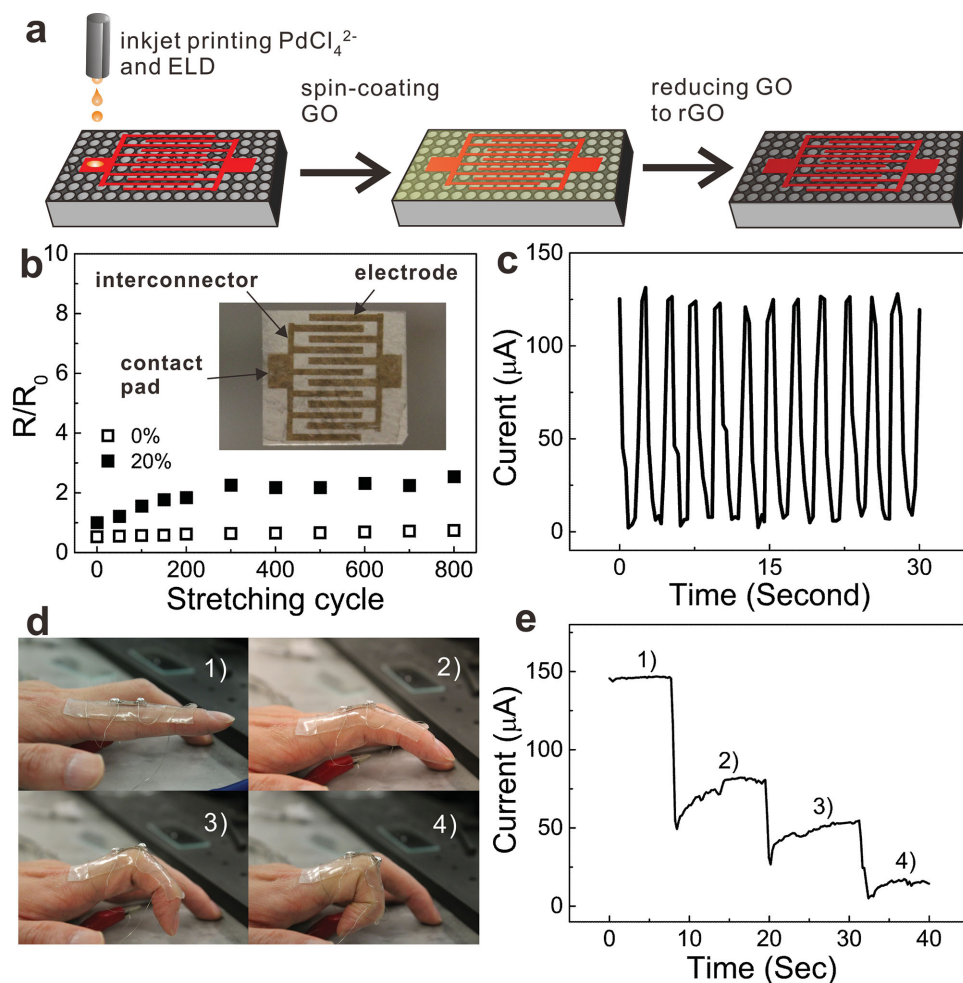 a
inkjet printing PdCl₄²⁻
and ELD
spin-coating
GO
reducing GO
to rGO
b
10
8
6
4
2
0
R/R₀
interconnector
electrode
contact
pad
0%
20%
0 200 400 600 800
Stretching cycle
c
150
100
50
0
Curent (μA)
0 15 30
Time (Second)
d
1)
2)
3)
4)
e
150
100
50
0
Current (μA)
1)
2)
3)
4)
0 10 20 30 40
Time (Sec)